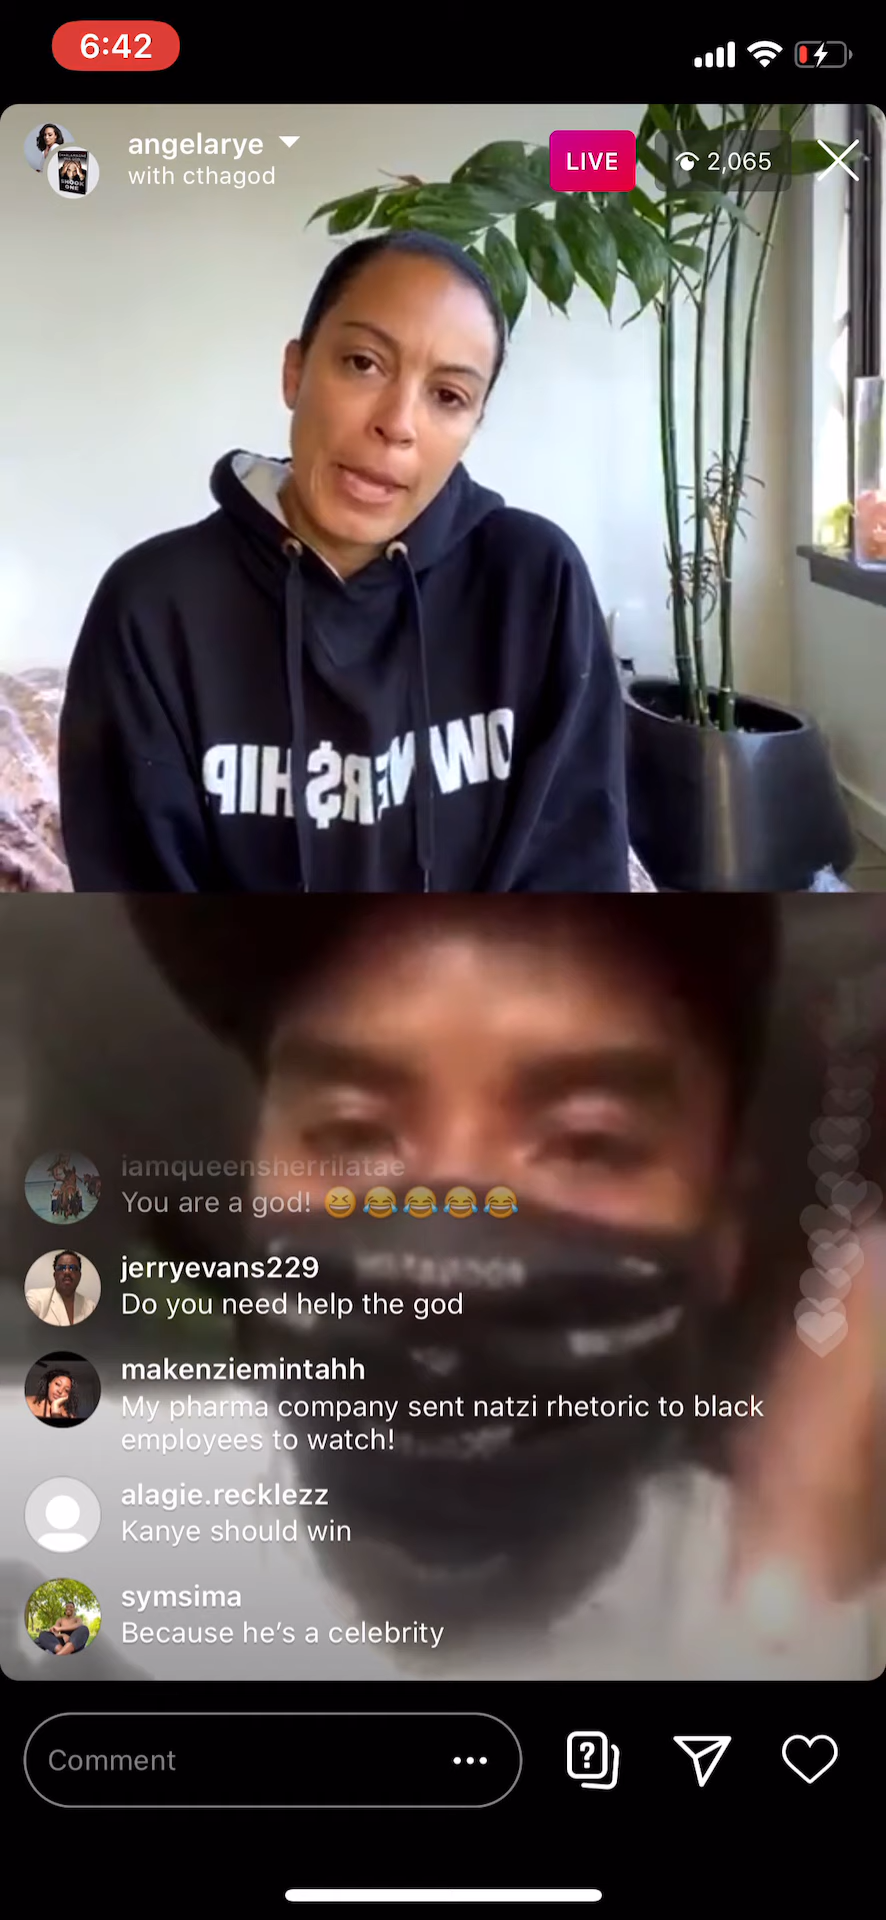 6:42
angelarye
with cthagod
LIVE
2,065
OWNER$HIP
iamqueensherrilatae
You are a god! 😆😂😂😂😂
jerryevans229
Do you need help the god
makenziemintahh
My pharma company sent natzi rhetoric to black
employees to watch!
alagie.recklezz
Kanye should win
symsima
Because he's a celebrity
Comment